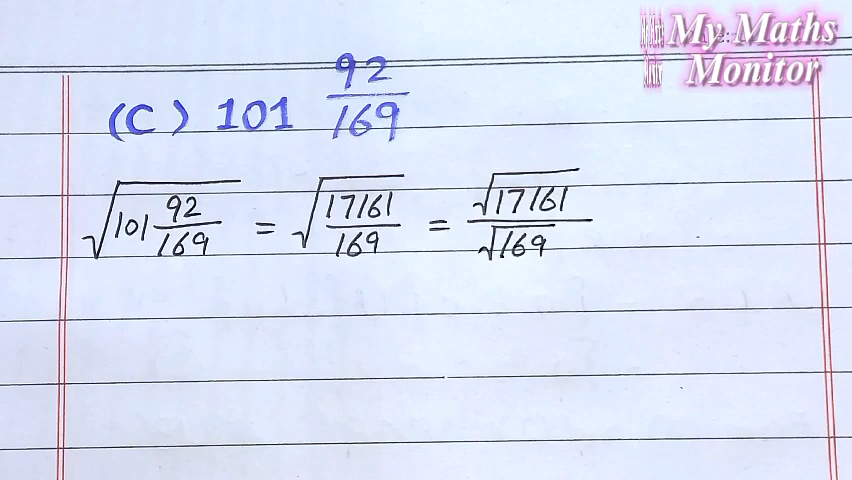 My Maths
Monitor
(C) 101 92/169
√(101 92/169) = √(17161/169) = √17161/√169